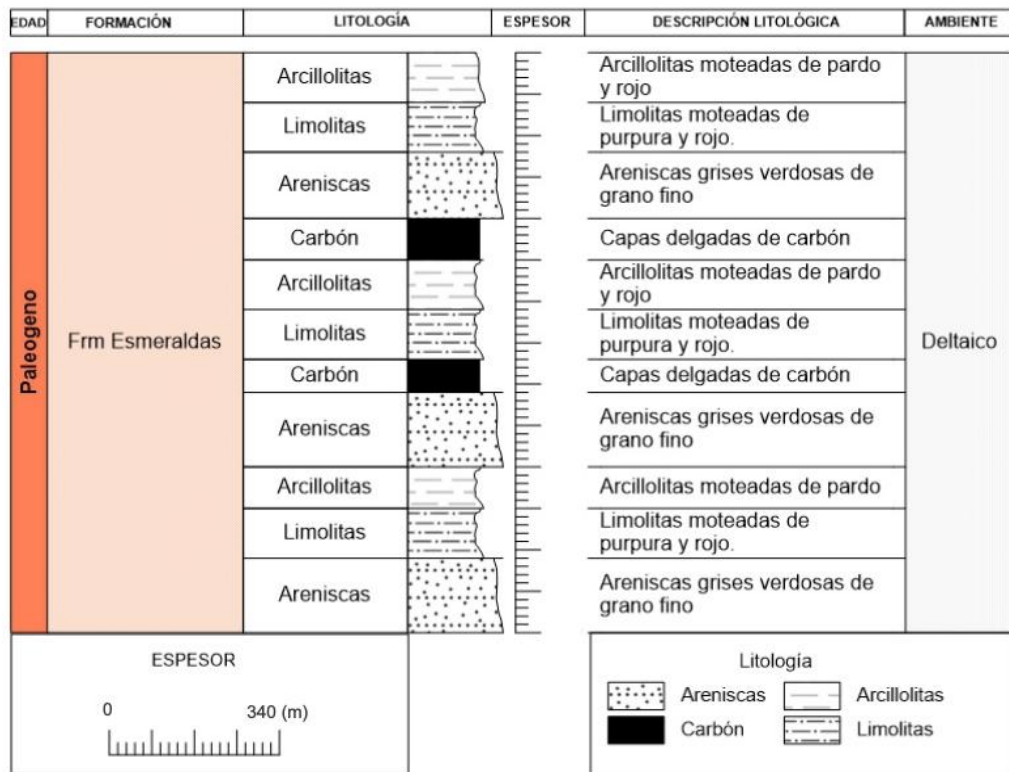 EDAD FORMACIÓN LITOLOGÍA ESPESOR DESCRIPCIÓN LITOLÓGICA AMBIENTE
Paleogeno
Frm Esmeraldas
Arcillolitas
Arcillolitas moteadas de pardo
y rojo
Limolitas
Limolitas moteadas de
purpura y rojo.
Areniscas
Areniscas grises verdosas de
grano fino
Carbón
Capas delgadas de carbón
Arcillolitas
Arcillolitas moteadas de pardo
y rojo
Limolitas
Limolitas moteadas de
purpura y rojo.
Carbón
Capas delgadas de carbón
Areniscas
Areniscas grises verdosas de
grano fino
Arcillolitas
Arcillolitas moteadas de pardo
Limolitas
Limolitas moteadas de
purpura y rojo.
Areniscas
Areniscas grises verdosas de
grano fino
Deltaico
ESPESOR
0 340 (m)
Litología
Areniscas Arcillolitas
Carbón Limolitas